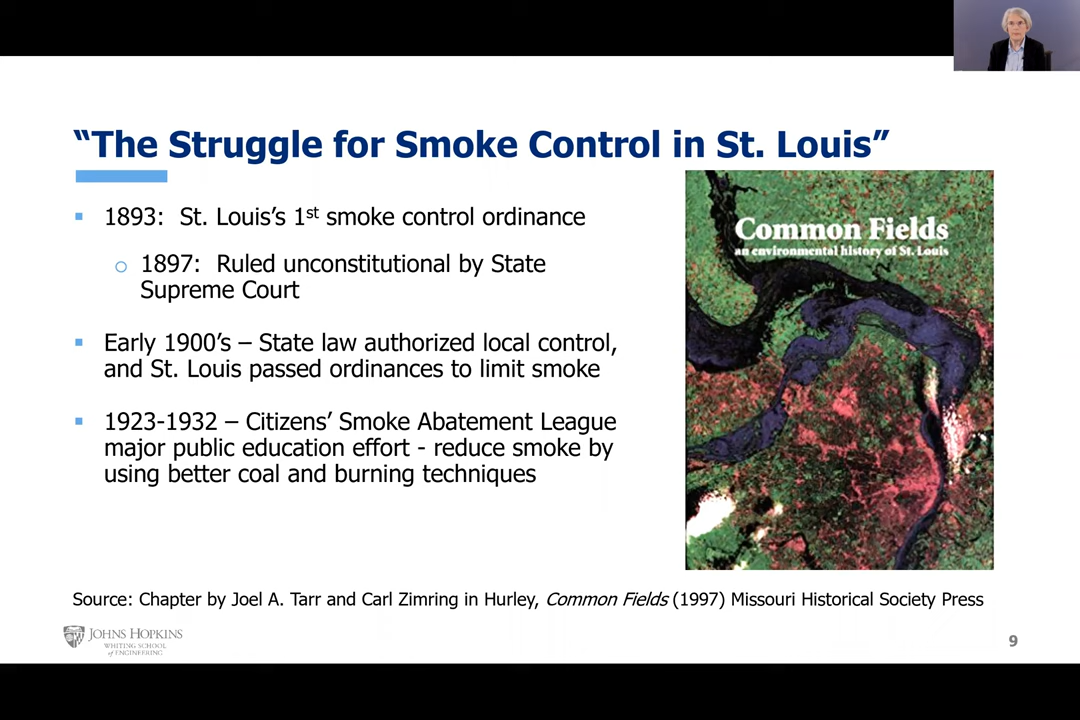 “The Struggle for Smoke Control in St. Louis”
▪ 1893:  St. Louis’s 1st smoke control ordinance
o 1897:  Ruled unconstitutional by State
Supreme Court
▪ Early 1900’s – State law authorized local control,
and St. Louis passed ordinances to limit smoke
▪ 1923-1932 – Citizens’ Smoke Abatement League
major public education effort - reduce smoke by
using better coal and burning techniques
Common Fields
an environmental history of St. Louis
Source: Chapter by Joel A. Tarr and Carl Zimring in Hurley, Common Fields (1997) Missouri Historical Society Press
JOHNS HOPKINS
WHITING SCHOOL
of ENGINEERING
9